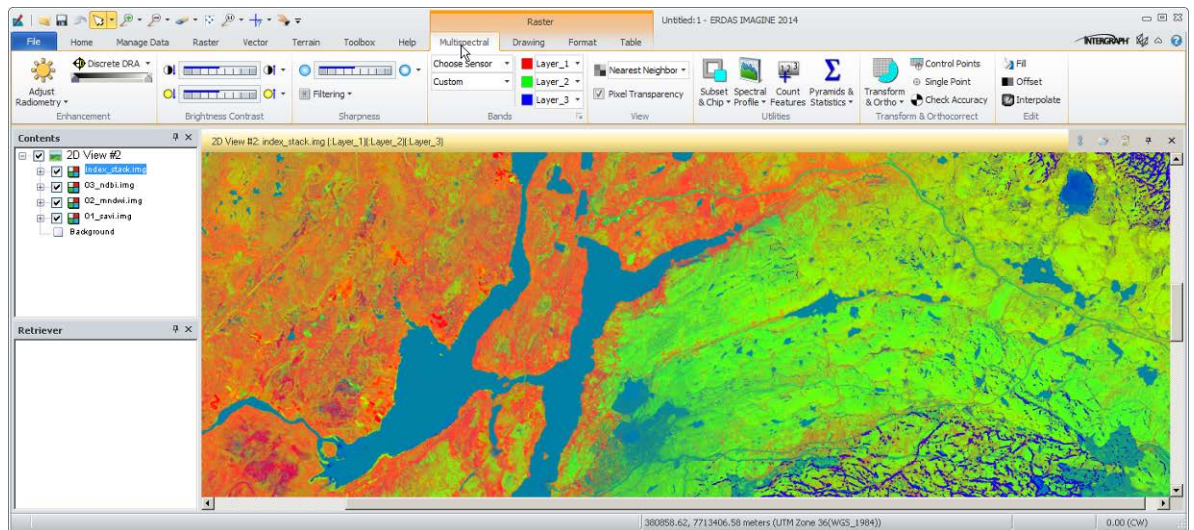 Raster
Untitled:1 - ERDAS IMAGINE 2014
File Home Manage Data Raster Vector Terrain Toolbox Help Multispectral Drawing Format Table INTERGRAPH
Adjust Radiometry
Discrete DRA
Enhancement
Brightness Contrast
Filtering
Sharpness
Choose Sensor
Custom
Layer_1
Layer_2
Layer_3
Bands
Nearest Neighbor
Pixel Transparency
View
Subset & Chip
Spectral Profile
Count Features
Pyramids & Statistics
Utilities
Transform & Ortho
Control Points
Single Point
Check Accuracy
Transform & Orthocorrect
Fill
Offset
Interpolate
Edit
Contents
2D View #2
index_stack.img
03_ndbi.img
02_mndwi.img
01_savi.img
Background
Retriever
2D View #2: index_stack.img (:Layer_1)(:Layer_2)(:Layer_3)
380858.62, 7713406.58 meters (UTM Zone 36(WGS_1984))
0.00 (CW)